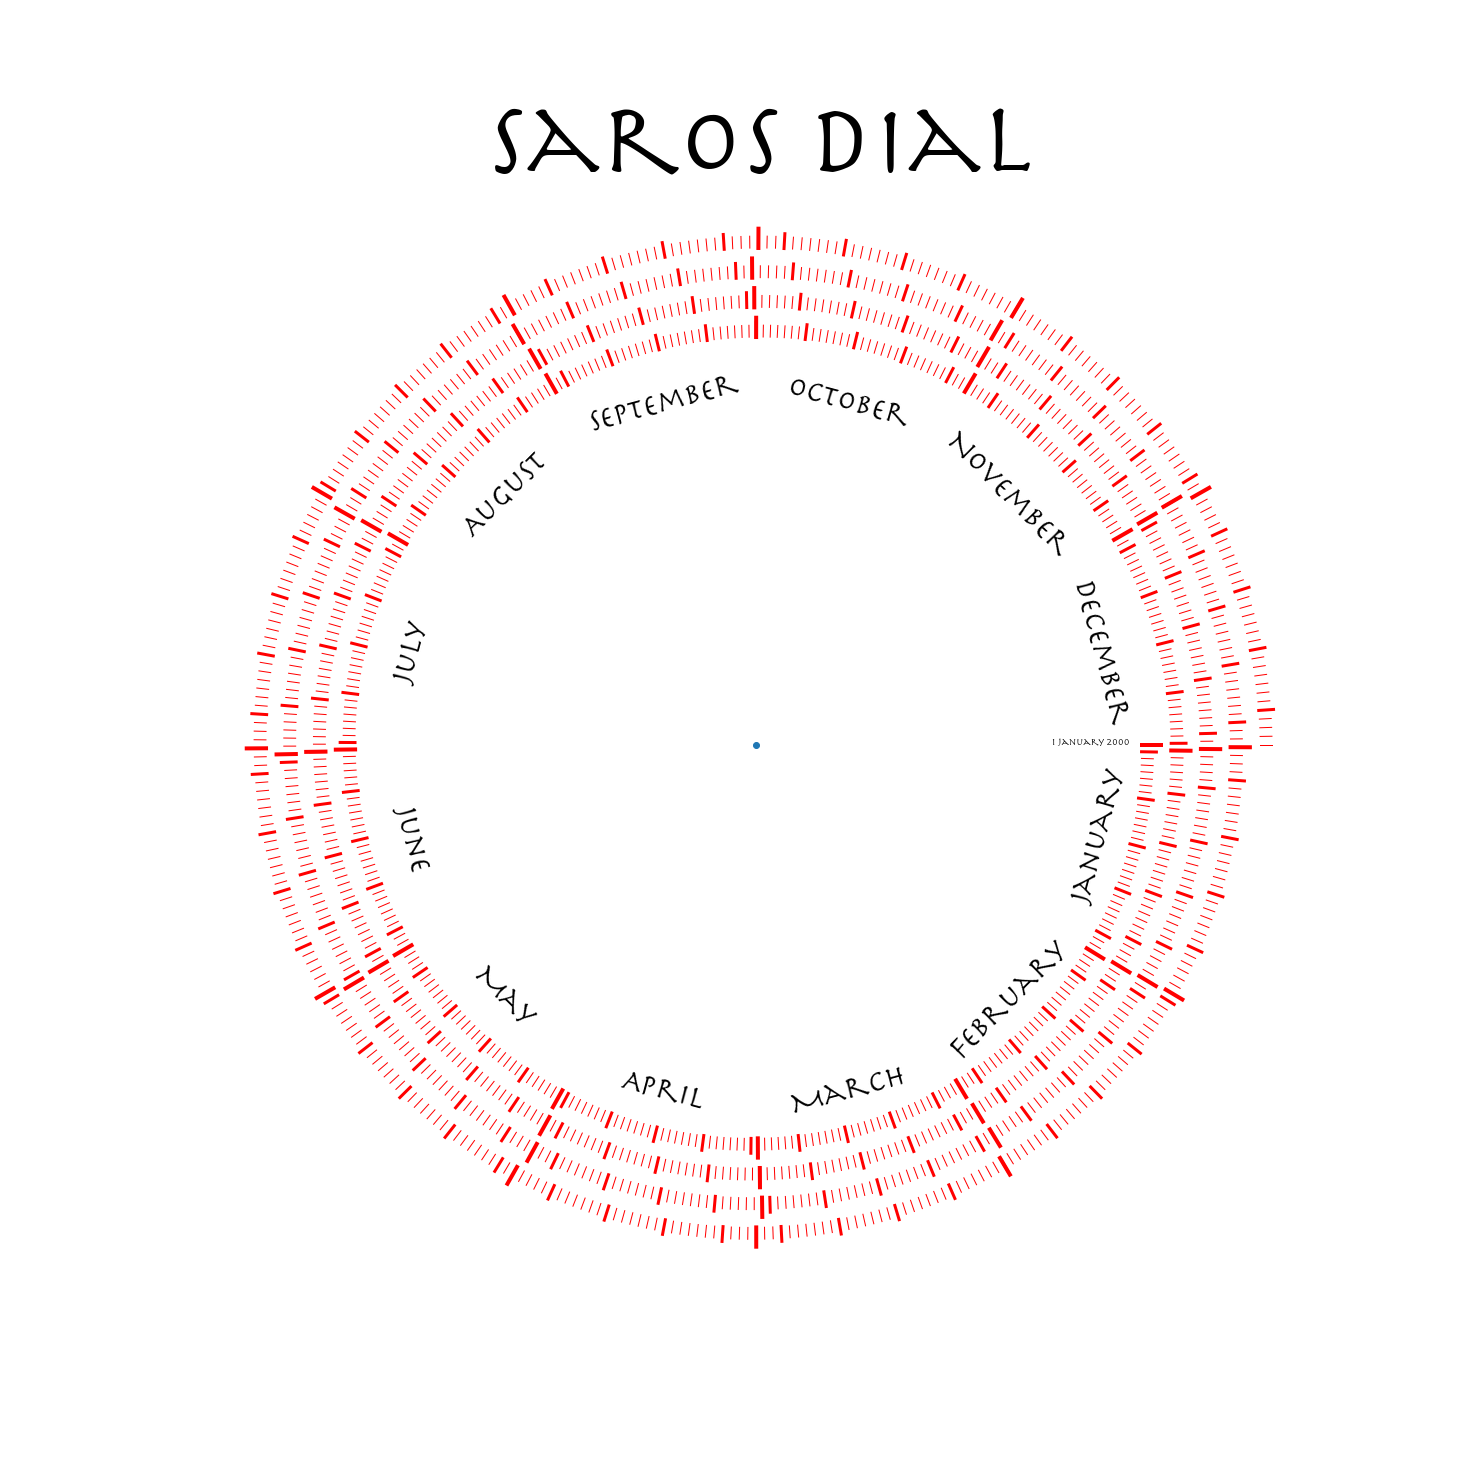 SAROS DIAL
1 JANUARY 2000
JANUARY
FEBRUARY
MARCH
APRIL
MAY
JUNE
JULY
AUGUST
SEPTEMBER
OCTOBER
NOVEMBER
DECEMBER